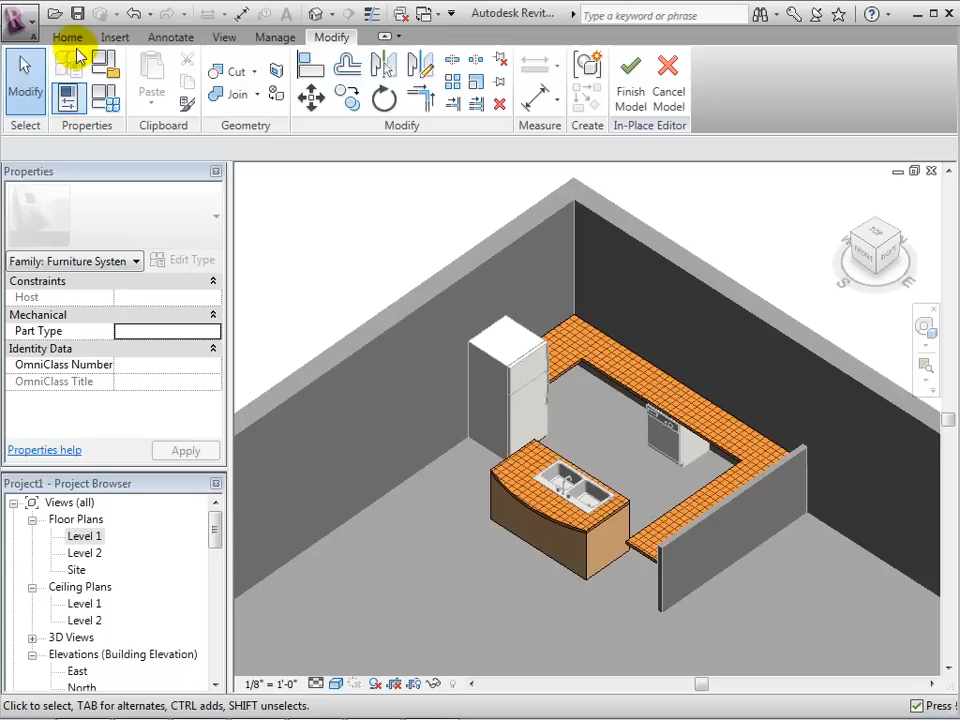 Autodesk Revit...
Type a keyword or phrase
Home
Insert
Annotate
View
Manage
Modify
Modify
Paste
Cut
Join
Finish Model
Cancel Model
Select
Properties
Clipboard
Geometry
Modify
Measure
Create
In-Place Editor
Properties
Family: Furniture System
Edit Type
Constraints
Host
Mechanical
Part Type
Identity Data
OmniClass Number
OmniClass Title
Properties help
Apply
Project1 - Project Browser
Views (all)
Floor Plans
Level 1
Level 2
Site
Ceiling Plans
Level 1
Level 2
3D Views
Elevations (Building Elevation)
East
North
TOP
FRONT
RIGHT
W
N
S
E
1/8" = 1'-0"
Click to select, TAB for alternates, CTRL adds, SHIFT unselects.
Press